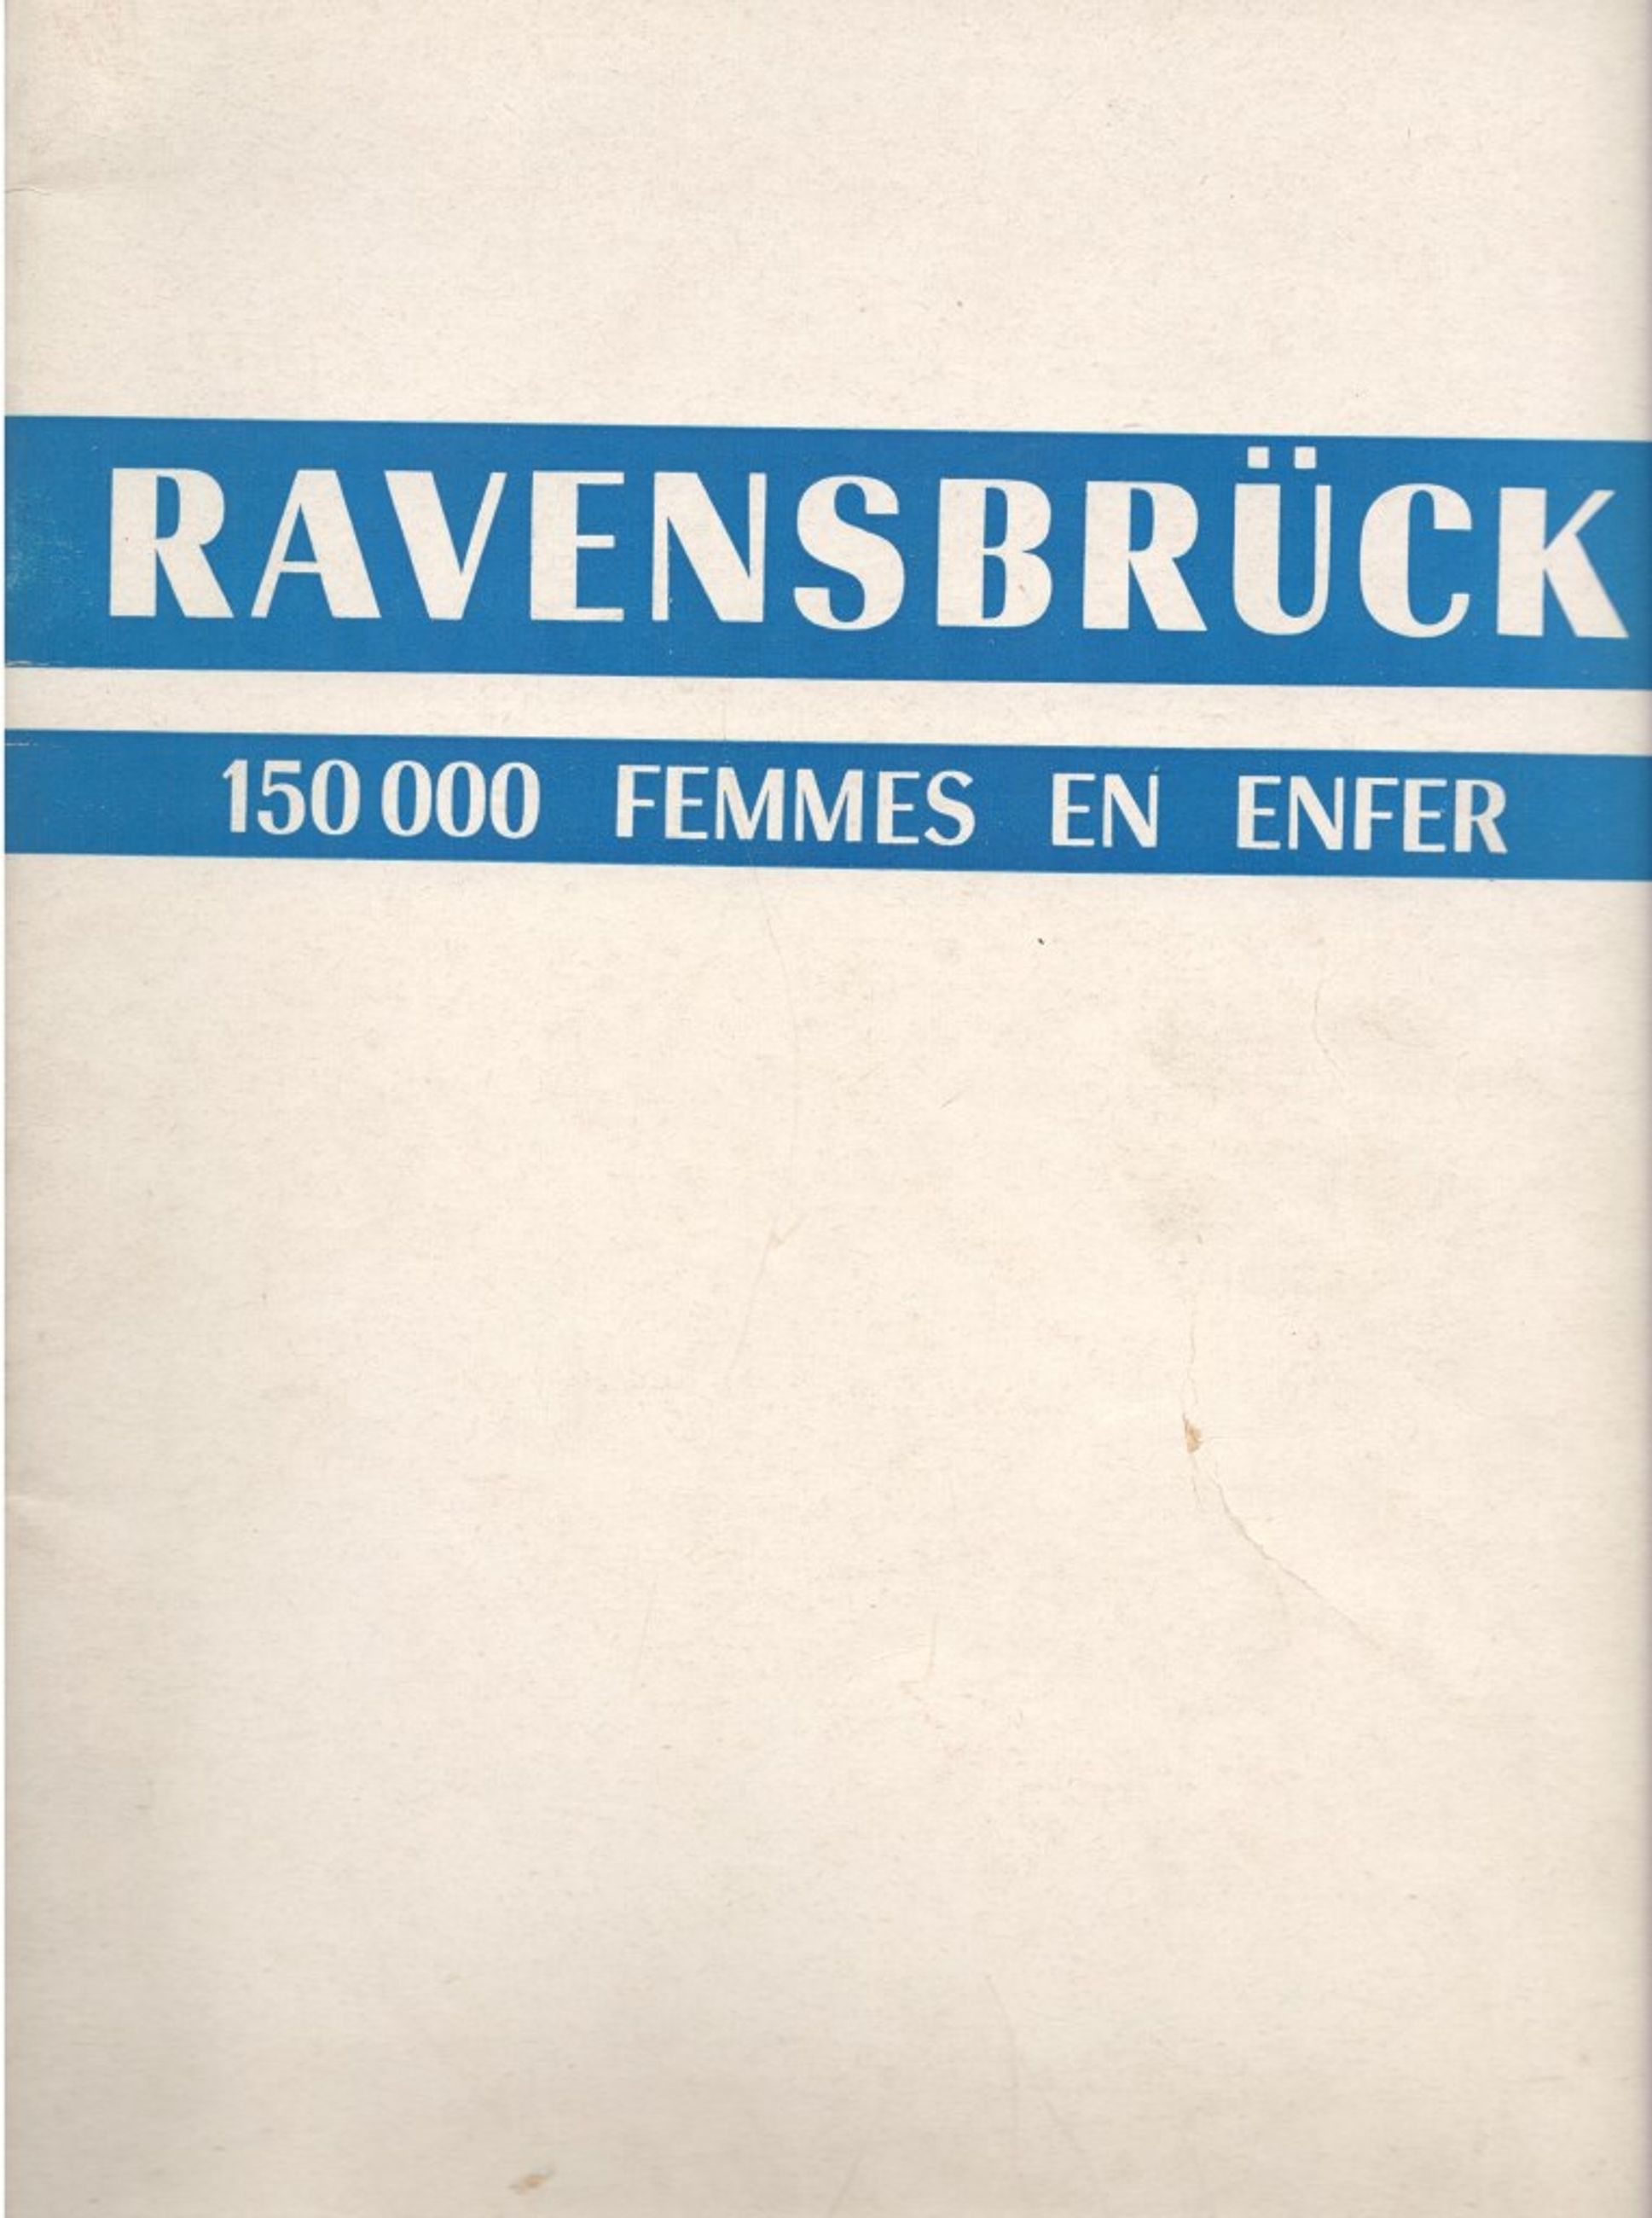 RAVENSBRÜCK
150 000 FEMMES EN ENFER